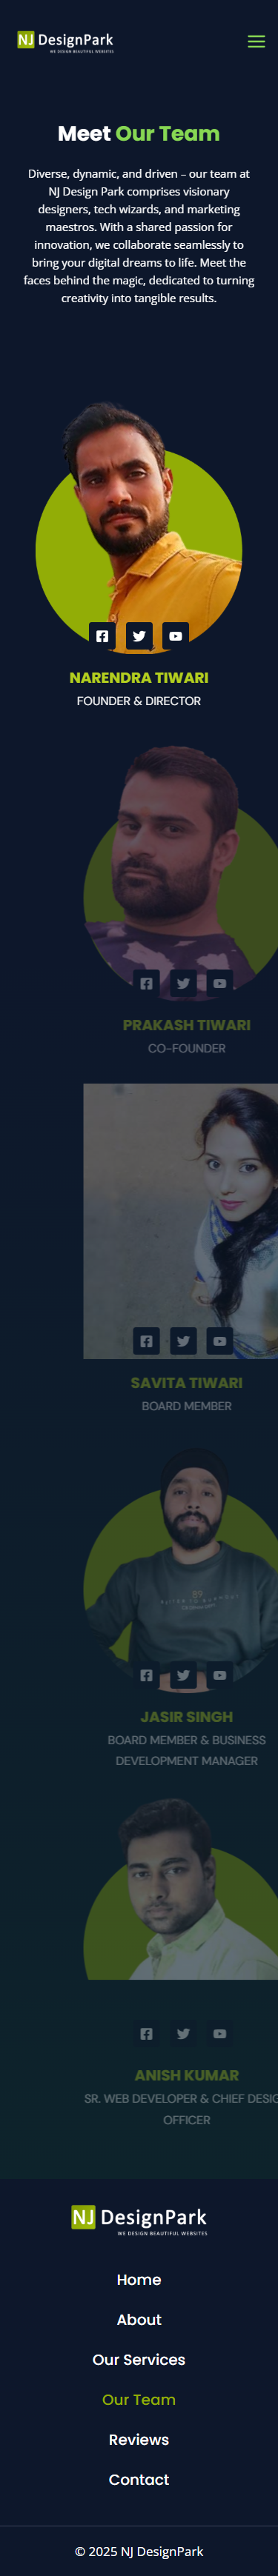 NJ DesignPark
WE DESIGN BEAUTIFUL WEBSITES
Meet Our Team
Diverse, dynamic, and driven – our team at
NJ Design Park comprises visionary
designers, tech wizards, and marketing
maestros. With a shared passion for
innovation, we collaborate seamlessly to
bring your digital dreams to life. Meet the
faces behind the magic, dedicated to turning
creativity into tangible results.
NARENDRA TIWARI
FOUNDER & DIRECTOR
PRAKASH TIWARI
CO-FOUNDER
SAVITA TIWARI
BOARD MEMBER
JASIR SINGH
BOARD MEMBER & BUSINESS
DEVELOPMENT MANAGER
ANISH KUMAR
SR. WEB DEVELOPER & CHIEF DESIG
OFFICER
NJ DesignPark
WE DESIGN BEAUTIFUL WEBSITES
Home
About
Our Services
Our Team
Reviews
Contact
© 2025 NJ DesignPark